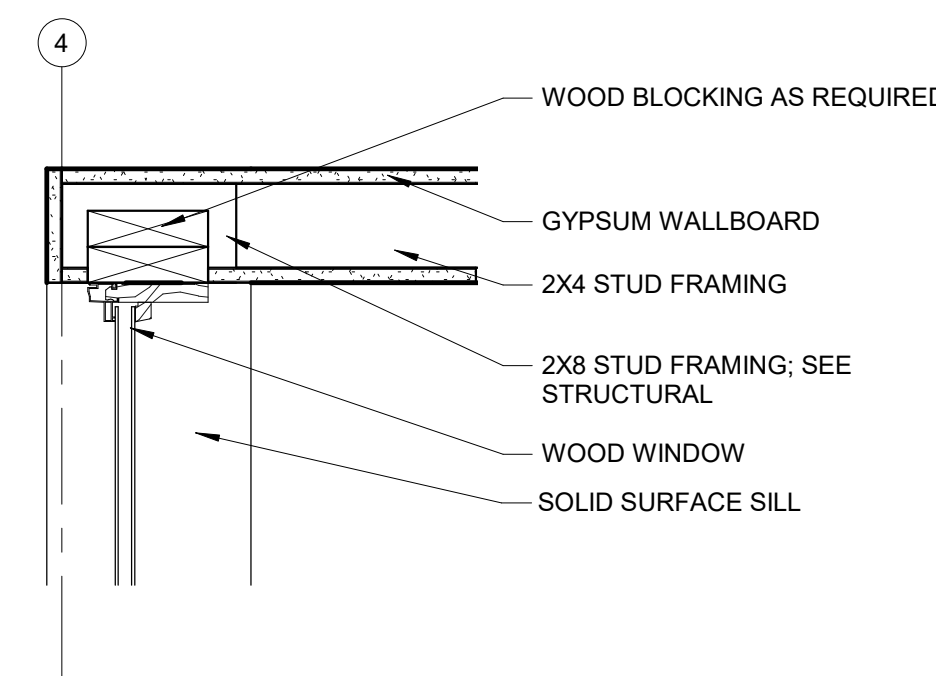 4
WOOD BLOCKING AS REQUIRED
GYPSUM WALLBOARD
2X4 STUD FRAMING
2X8 STUD FRAMING; SEE
STRUCTURAL
WOOD WINDOW
SOLID SURFACE SILL